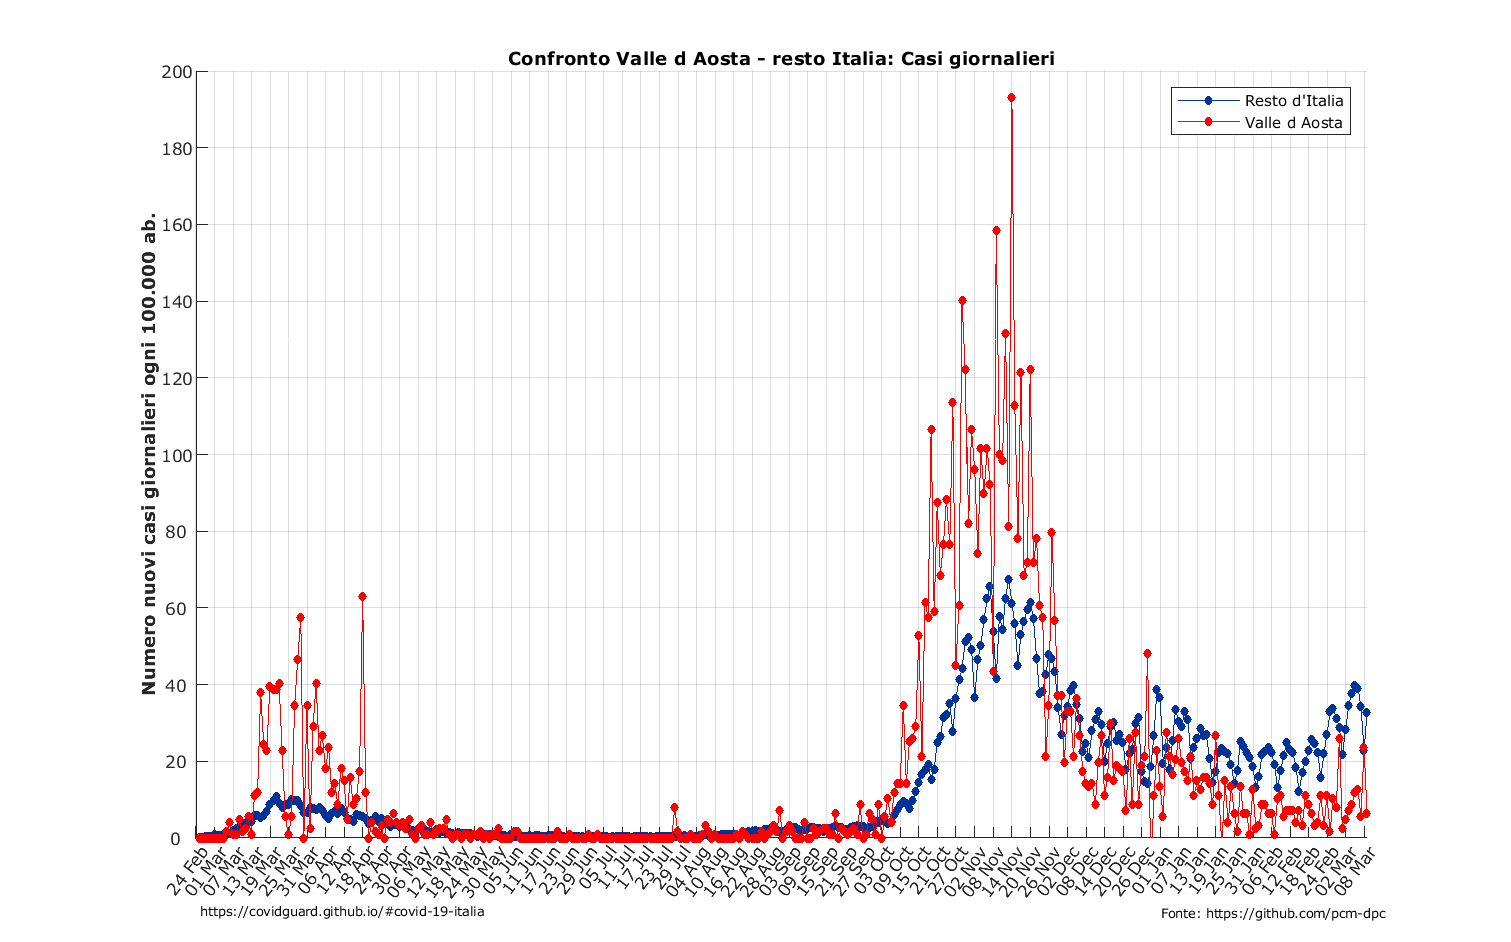 Confronto Valle d Aosta - resto Italia: Casi giornalieri
Resto d'Italia
Valle d Aosta
Numero nuovi casi giornalieri ogni 100.000 ab.
200
180
160
140
120
100
80
60
40
20
0
24 Feb
01 Mar
07 Mar
13 Mar
19 Mar
25 Mar
31 Mar
06 Apr
12 Apr
18 Apr
24 Apr
30 Apr
06 May
12 May
18 May
24 May
30 May
05 Jun
11 Jun
17 Jun
23 Jun
29 Jun
05 Jul
11 Jul
17 Jul
23 Jul
29 Jul
04 Aug
10 Aug
16 Aug
22 Aug
28 Aug
03 Sep
09 Sep
15 Sep
21 Sep
27 Sep
03 Oct
09 Oct
15 Oct
21 Oct
27 Oct
02 Nov
08 Nov
14 Nov
20 Nov
26 Nov
02 Dec
08 Dec
14 Dec
20 Dec
26 Dec
01 Jan
07 Jan
13 Jan
19 Jan
25 Jan
31 Jan
06 Feb
12 Feb
18 Feb
24 Feb
02 Mar
08 Mar
https://covidguard.github.io/#covid-19-italia
Fonte: https://github.com/pcm-dpc